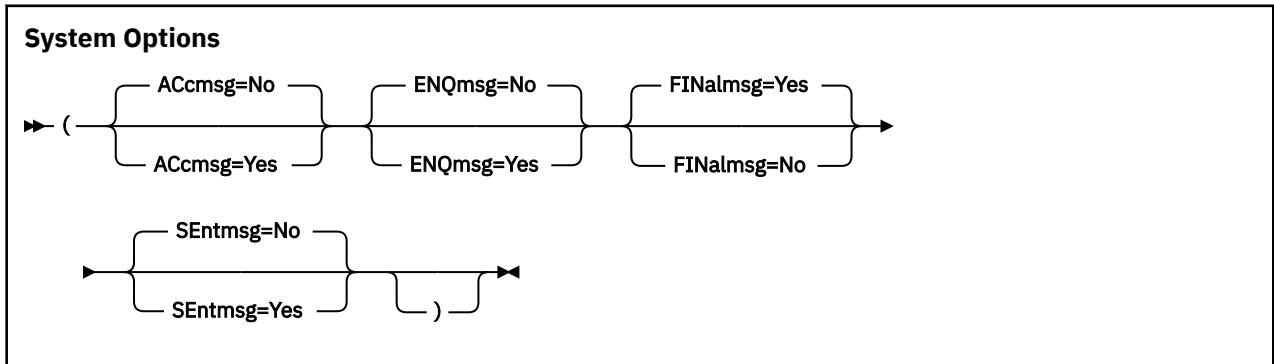 System Options
ACcmsg=No ENQmsg=No FINalmsg=Yes
(
ACcmsg=Yes ENQmsg=Yes FINalmsg=No
SEntmsg=No
SEntmsg=Yes )